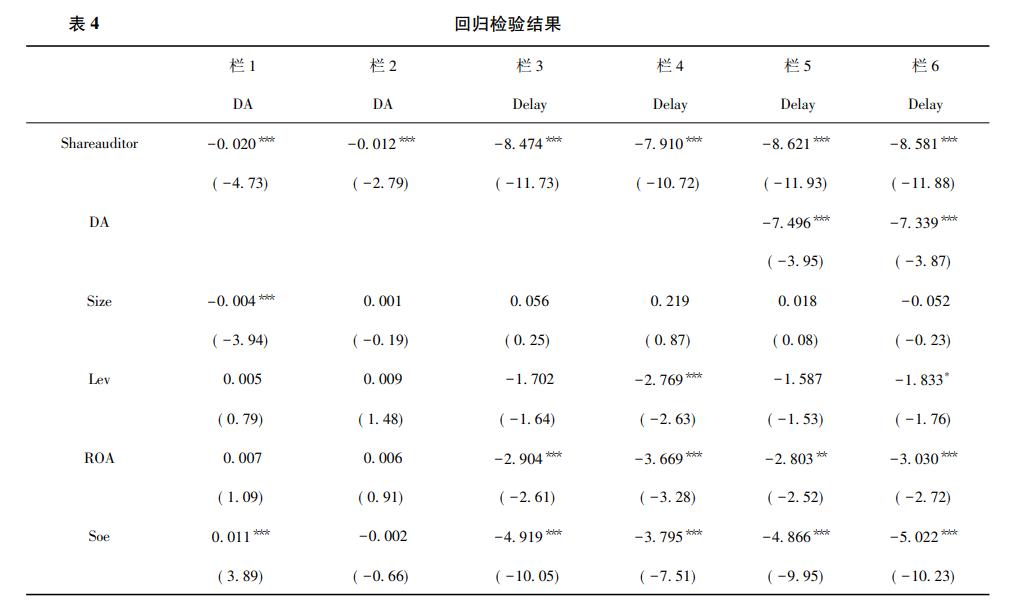 表 4 回归检验结果
栏 1 栏 2 栏 3 栏 4 栏 5 栏 6
DA DA Delay Delay Delay Delay
Shareauditor -0. 020*** -0. 012*** -8. 474*** -7. 910*** -8. 621*** -8. 581***
( -4. 73) ( -2. 79) ( -11. 73) ( -10. 72) ( -11. 93) ( -11. 88)
DA -7. 496*** -7. 339***
( -3. 95) ( -3. 87)
Size -0. 004*** 0. 001 0. 056 0. 219 0. 018 -0. 052
( -3. 94) ( -0. 19) ( 0. 25) ( 0. 87) ( 0. 08) ( -0. 23)
Lev 0. 005 0. 009 -1. 702 -2. 769*** -1. 587 -1. 833*
( 0. 79) ( 1. 48) ( -1. 64) ( -2. 63) ( -1. 53) ( -1. 76)
ROA 0. 007 0. 006 -2. 904*** -3. 669*** -2. 803** -3. 030***
( 1. 09) ( 0. 91) ( -2. 61) ( -3. 28) ( -2. 52) ( -2. 72)
Soe 0. 011*** -0. 002 -4. 919*** -3. 795*** -4. 866*** -5. 022***
( 3. 89) ( -0. 66) ( -10. 05) ( -7. 51) ( -9. 95) ( -10. 23)